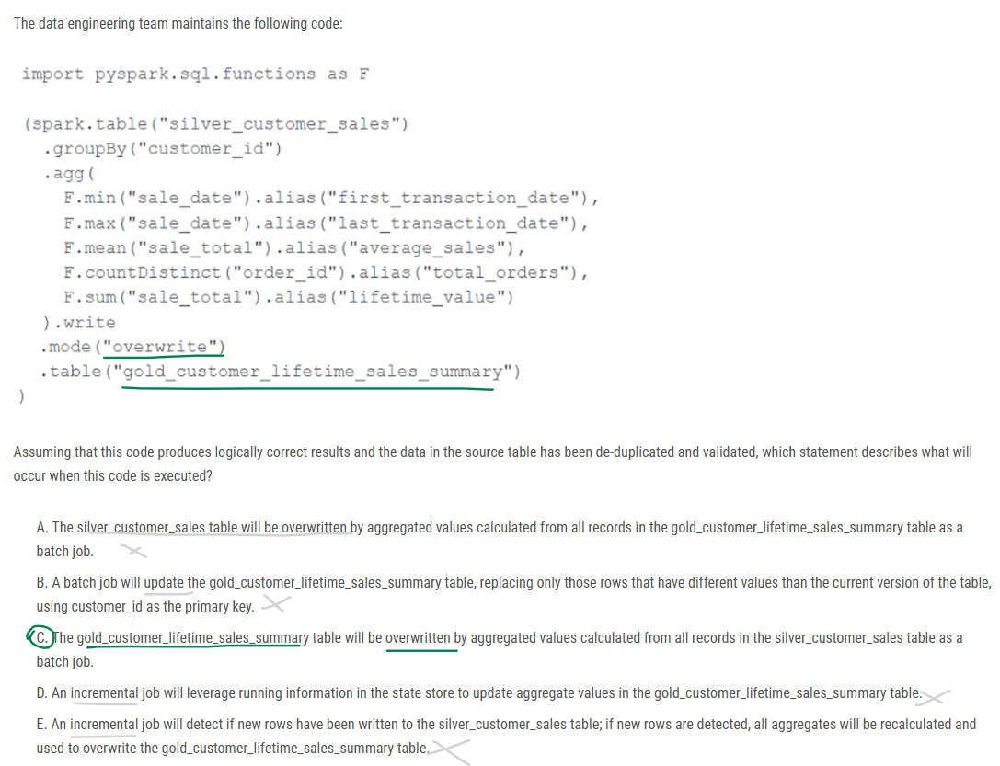 The data engineering team maintains the following code:
import pyspark.sql.functions as F
(spark.table("silver_customer_sales")
.groupBy("customer_id")
.agg(
F.min("sale_date").alias("first_transaction_date"),
F.max("sale_date").alias("last_transaction_date"),
F.mean("sale_total").alias("average_sales"),
F.countDistinct("order_id").alias("total_orders"),
F.sum("sale_total").alias("lifetime_value")
).write
.mode("overwrite")
.table("gold_customer_lifetime_sales_summary")
)
Assuming that this code produces logically correct results and the data in the source table has been de-duplicated and validated, which statement describes what will
occur when this code is executed?
A. The silver_customer_sales table will be overwritten by aggregated values calculated from all records in the gold_customer_lifetime_sales_summary table as a
batch job.
B. A batch job will update the gold_customer_lifetime_sales_summary table, replacing only those rows that have different values than the current version of the table,
using customer_id as the primary key.
C. The gold_customer_lifetime_sales_summary table will be overwritten by aggregated values calculated from all records in the silver_customer_sales table as a
batch job.
D. An incremental job will leverage running information in the state store to update aggregate values in the gold_customer_lifetime_sales_summary table.
E. An incremental job will detect if new rows have been written to the silver_customer_sales table; if new rows are detected, all aggregates will be recalculated and
used to overwrite the gold_customer_lifetime_sales_summary table.